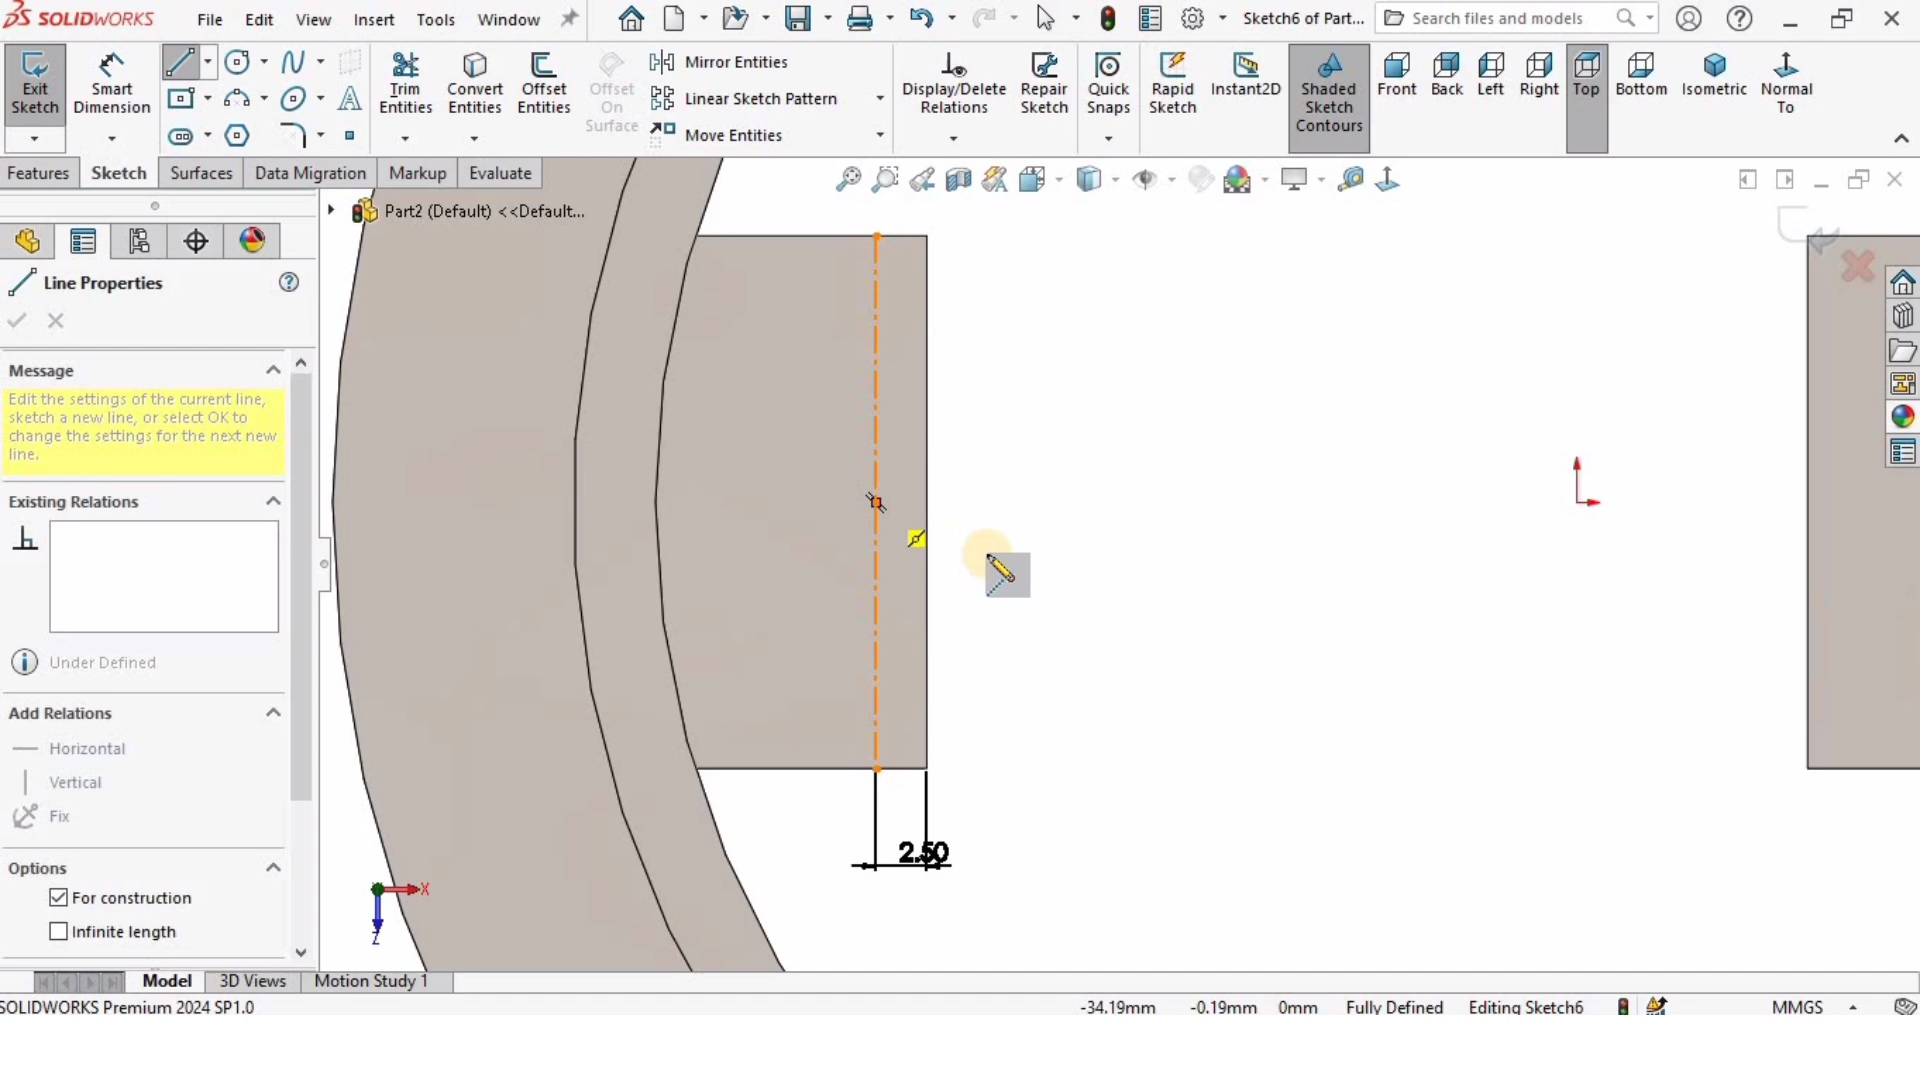 SOLIDWORKS
File Edit View Insert Tools Window
Sketch6 of Part...
Search files and models
Exit Sketch
Smart Dimension
Trim Entities
Convert Entities
Offset Entities
Offset On Surface
Mirror Entities
Linear Sketch Pattern
Move Entities
Display/Delete Relations
Repair Sketch
Quick Snaps
Rapid Sketch
Instant2D
Shaded Sketch Contours
Front
Back
Left
Right
Top
Bottom
Isometric
Normal To
Features Sketch Surfaces Data Migration Markup Evaluate
Part2 (Default) <<Default...
Line Properties
Message
Edit the settings of the current line,
sketch a new line, or select OK to
change the settings for the next new
line.
Existing Relations
Under Defined
Add Relations
Horizontal
Vertical
Fix
Options
For construction
Infinite length
2.50
X
Z
Model 3D Views Motion Study 1
SOLIDWORKS Premium 2024 SP1.0
-34.19mm -0.19mm 0mm Fully Defined Editing Sketch6 MMGS